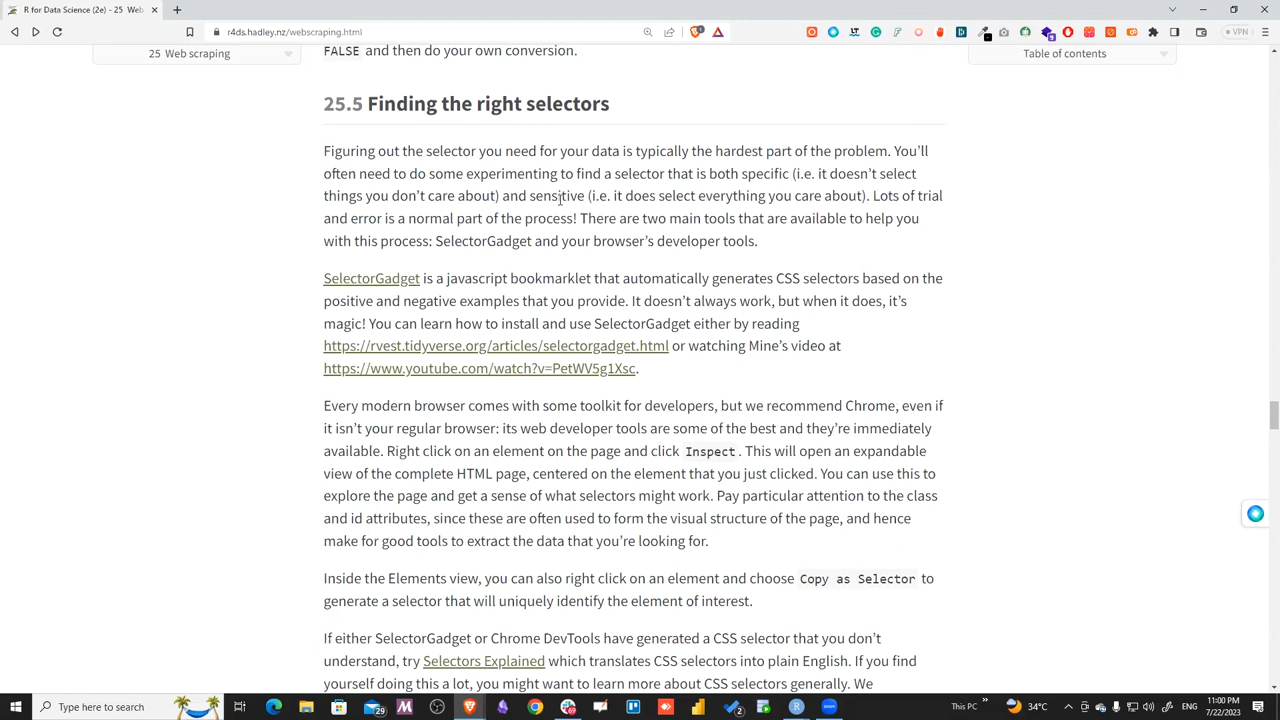 R for Data Science (2e) - 25 Web
r4ds.hadley.nz/webscraping.html
VPN
25 Web scraping
FALSE and then do your own conversion.
Table of contents
25.5 Finding the right selectors
Figuring out the selector you need for your data is typically the hardest part of the problem. You’ll
often need to do some experimenting to find a selector that is both specific (i.e. it doesn’t select
things you don’t care about) and sensitive (i.e. it does select everything you care about). Lots of trial
and error is a normal part of the process! There are two main tools that are available to help you
with this process: SelectorGadget and your browser’s developer tools.
SelectorGadget is a javascript bookmarklet that automatically generates CSS selectors based on the
positive and negative examples that you provide. It doesn’t always work, but when it does, it’s
magic! You can learn how to install and use SelectorGadget either by reading
https://rvest.tidyverse.org/articles/selectorgadget.html or watching Mine’s video at
https://www.youtube.com/watch?v=PetWV5g1Xsc.
Every modern browser comes with some toolkit for developers, but we recommend Chrome, even if
it isn’t your regular browser: its web developer tools are some of the best and they’re immediately
available. Right click on an element on the page and click Inspect. This will open an expandable
view of the complete HTML page, centered on the element that you just clicked. You can use this to
explore the page and get a sense of what selectors might work. Pay particular attention to the class
and id attributes, since these are often used to form the visual structure of the page, and hence
make for good tools to extract the data that you’re looking for.
Inside the Elements view, you can also right click on an element and choose Copy as Selector to
generate a selector that will uniquely identify the element of interest.
If either SelectorGadget or Chrome DevTools have generated a CSS selector that you don’t
understand, try Selectors Explained which translates CSS selectors into plain English. If you find
yourself doing this a lot, you might want to learn more about CSS selectors generally. We
Type here to search
29
2
This PC
34°C
11:00 PM
7/22/2023